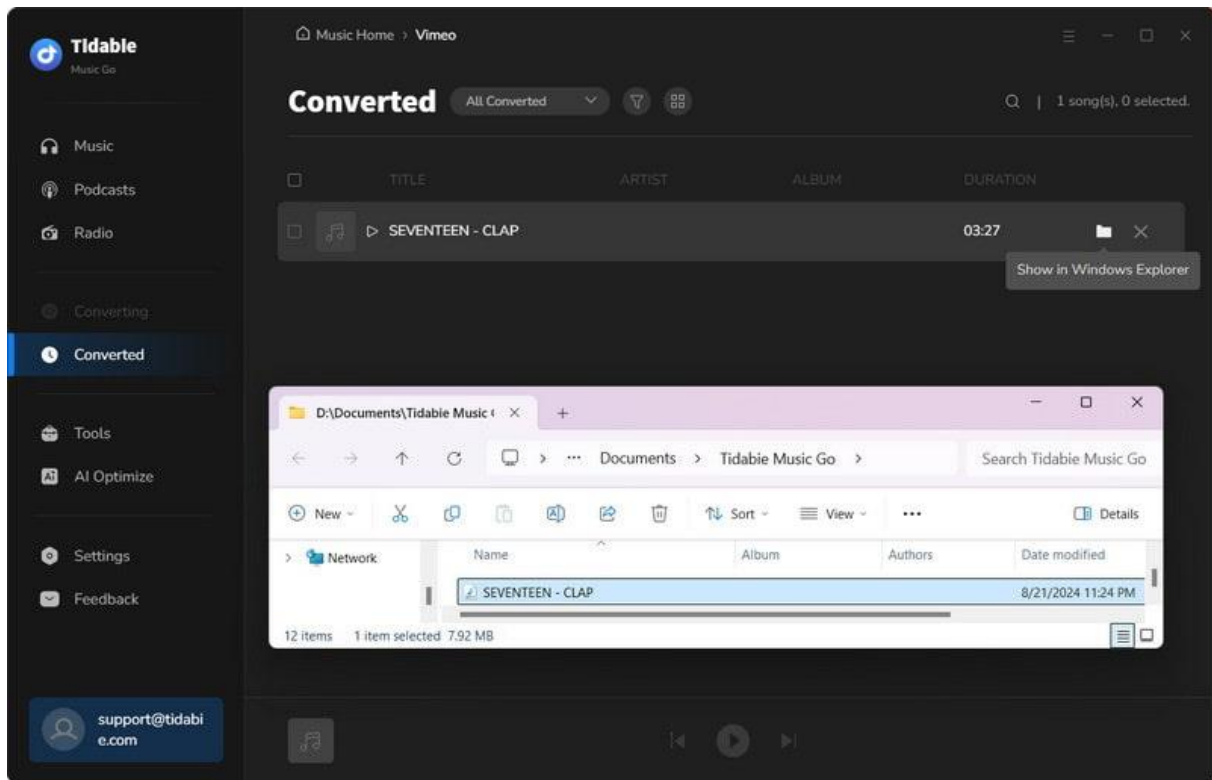 Tidable
Music Go
Music Home > Vimeo
Converted
All Converted
1 song(s), 0 selected.
Music
Podcasts
Radio
Converting
Converted
Tools
AI Optimize
Settings
Feedback
support@tidabi
e.com
TITLE ARTIST ALBUM DURATION
SEVENTEEN - CLAP 03:27
Show in Windows Explorer
D:\Documents\Tidabie Music
Documents > Tidabie Music Go >
Search Tidabie Music Go
New
Sort
View
Details
Network
Name Album Authors Date modified
SEVENTEEN - CLAP 8/21/2024 11:24 PM
12 items 1 item selected 7.92 MB